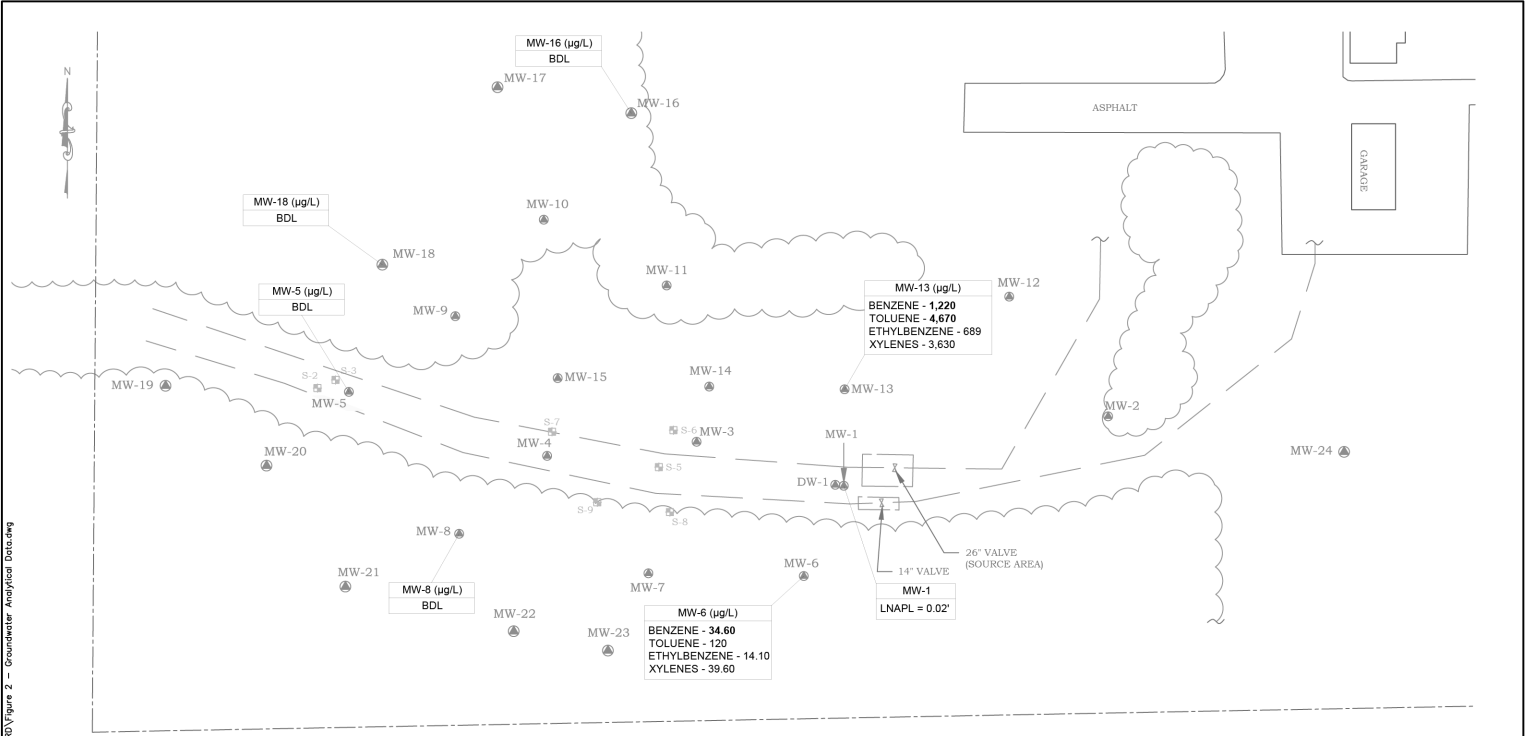 MW-16 (µg/L)
BDL
N
MW-17
MW-16
ASPHALT
GARAGE
MW-18 (µg/L)
BDL
MW-10
MW-18
MW-11
MW-5 (µg/L)
BDL
MW-9
MW-13 (µg/L)
BENZENE - 1,220
TOLUENE - 4,670
ETHYLBENZENE - 689
XYLENES - 3,630
MW-12
MW-19
S-2
S-3
MW-5
MW-15
MW-14
MW-13
MW-2
S-7
MW-4
S-6
MW-3
MW-1
MW-24
MW-20
S-5
DW-1
S-9
S-8
MW-8
26" VALVE
(SOURCE AREA)
14" VALVE
MW-21
MW-8 (µg/L)
BDL
MW-7
MW-6
MW-1
LNAPL = 0.02'
MW-22
MW-23
MW-6 (µg/L)
BENZENE - 34.60
TOLUENE - 120
ETHYLBENZENE - 14.10
XYLENES - 39.60
RD\Figure 2 - Groundwater Analytical Data.dwg